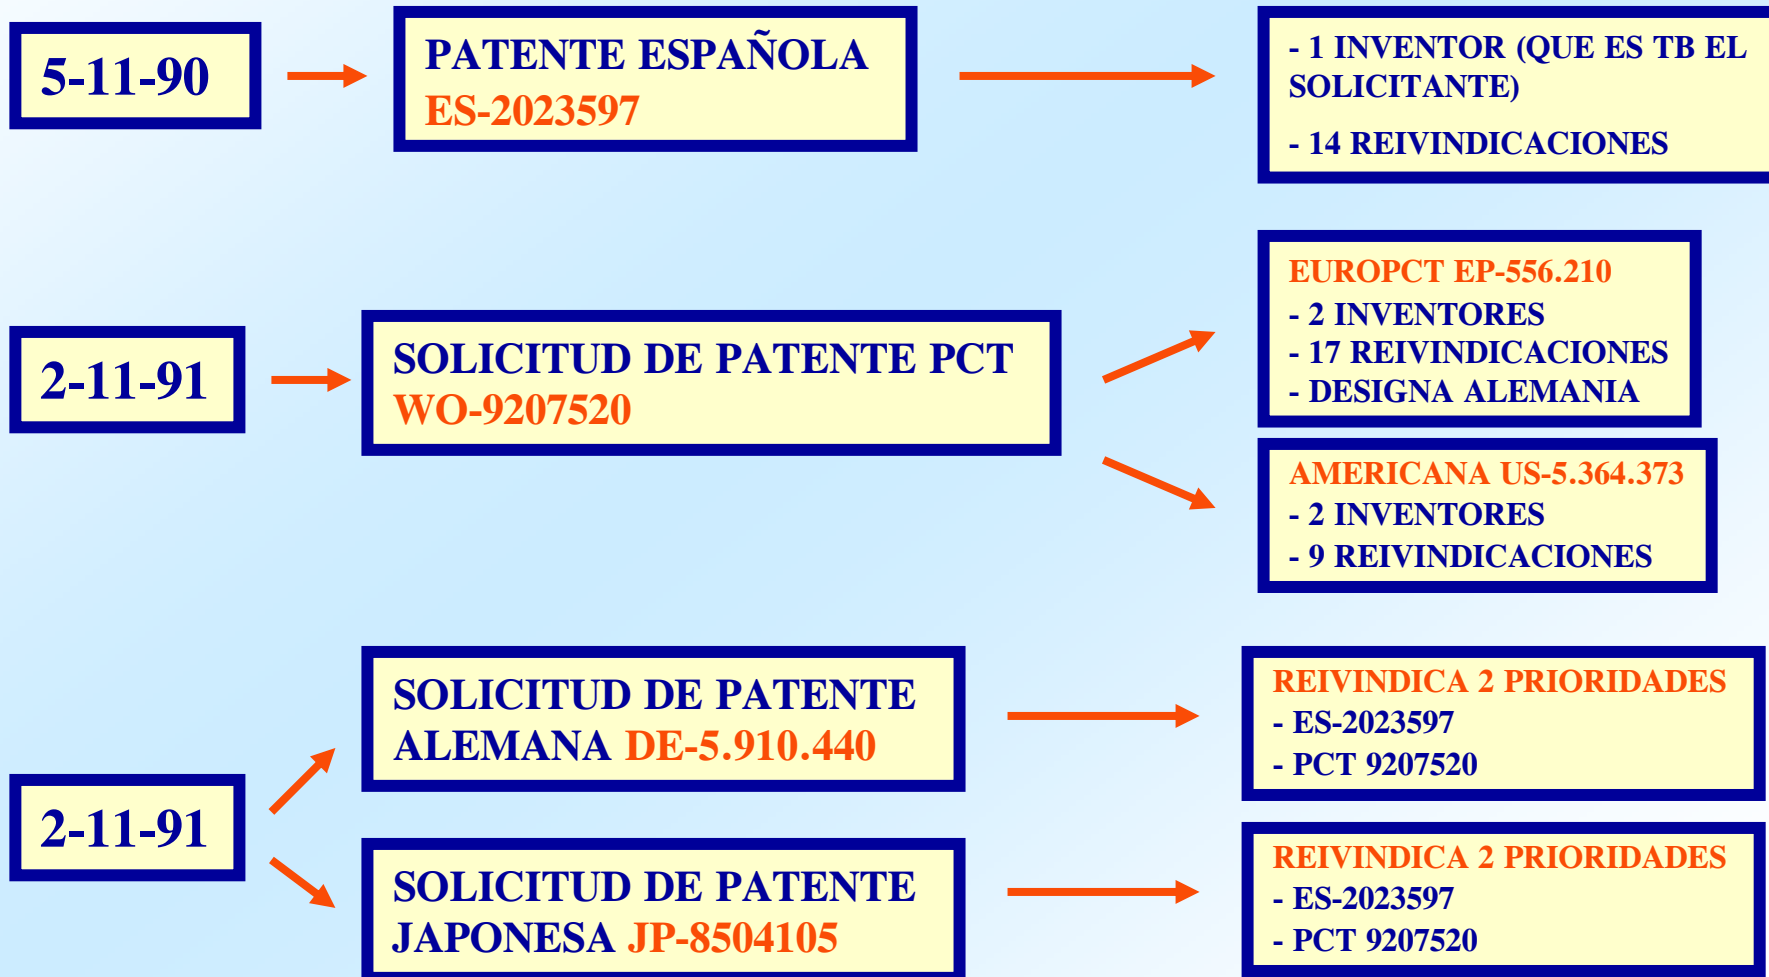 5-11-90
PATENTE ESPAÑOLA
ES-2023597
- 1 INVENTOR (QUE ES TB EL
SOLICITANTE)
- 14 REIVINDICACIONES
2-11-91
SOLICITUD DE PATENTE PCT
WO-9207520
EUROPCT EP-556.210
- 2 INVENTORES
- 17 REIVINDICACIONES
- DESIGNA ALEMANIA
AMERICANA US-5.364.373
- 2 INVENTORES
- 9 REIVINDICACIONES
2-11-91
SOLICITUD DE PATENTE
ALEMANA DE-5.910.440
REIVINDICA 2 PRIORIDADES
- ES-2023597
- PCT 9207520
SOLICITUD DE PATENTE
JAPONESA JP-8504105
REIVINDICA 2 PRIORIDADES
- ES-2023597
- PCT 9207520